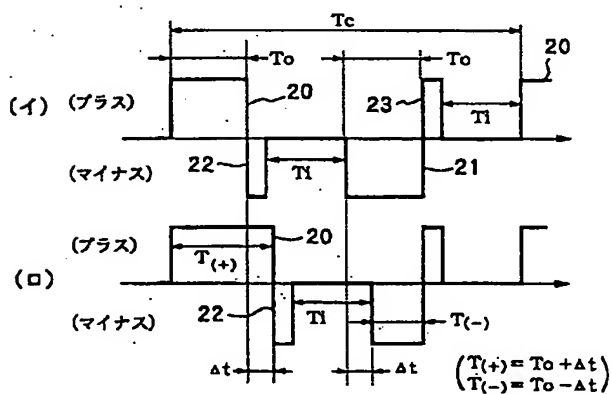 Tc
To
To
20
(イ)
(プラス)
20
23
Ti
(マイナス)
22
Ti
21
(プラス)
20
T(+)
(ロ)
(マイナス)
22
Ti
T(-)
Δt
Δt
(T(+)=To+Δt
T(-)=To-Δt)